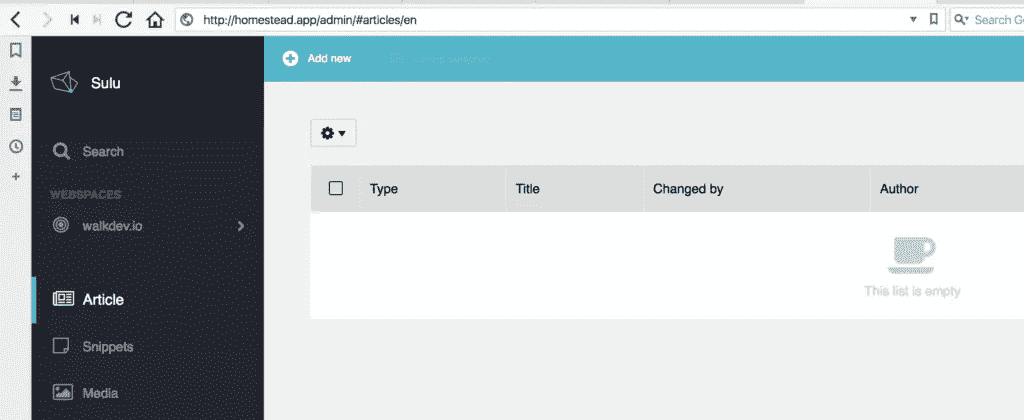 http://homestead.app/admin/#articles/en
Search Go
Sulu
Add new
Search
WEBSPACES
walkdev.io
Article
Snippets
Media
Type
Title
Changed by
Author
This list is empty